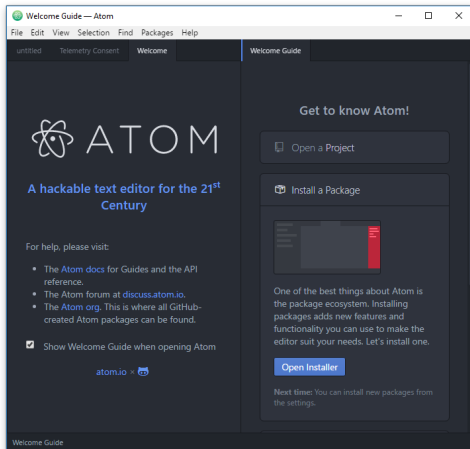 Welcome Guide — Atom
File Edit View Selection Find Packages Help
untitled Telemetry Consent Welcome
Welcome Guide
ATOM
A hackable text editor for the 21st
Century
For help, please visit:
The Atom docs for Guides and the API
reference.
The Atom forum at discuss.atom.io.
The Atom org. This is where all GitHub-
created Atom packages can be found.
Show Welcome Guide when opening Atom
atom.io ×
Get to know Atom!
Open a Project
Install a Package
One of the best things about Atom is
the package ecosystem. Installing
packages adds new features and
functionality you can use to make the
editor suit your needs. Let's install one.
Open Installer
Next time: You can install new packages from
the settings.
Welcome Guide